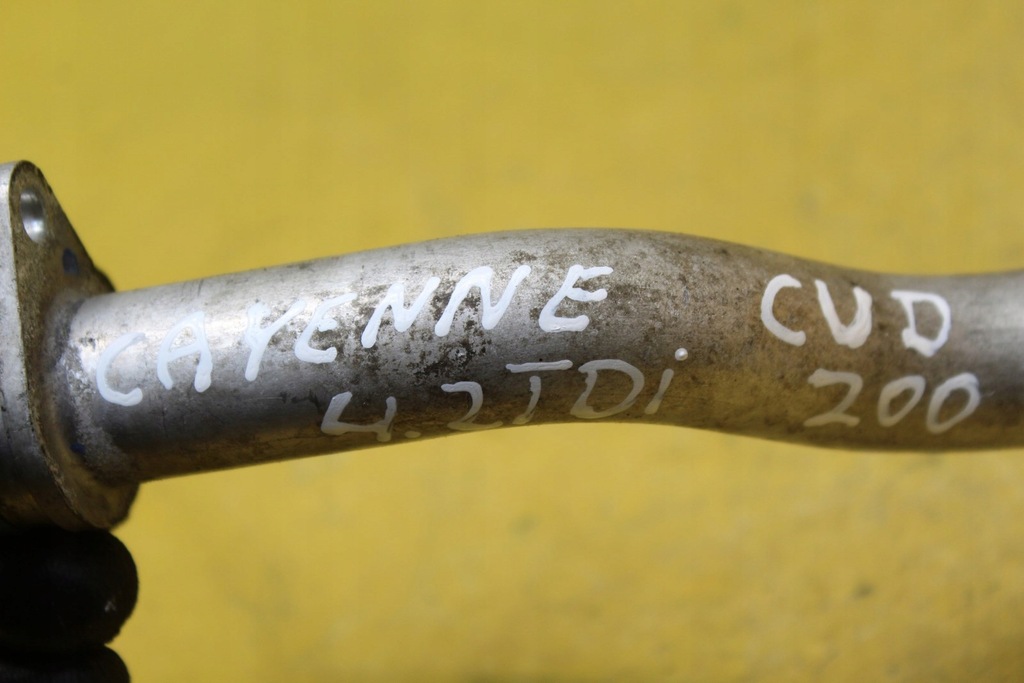 CAYENNE
4.2TDi
CUD
200